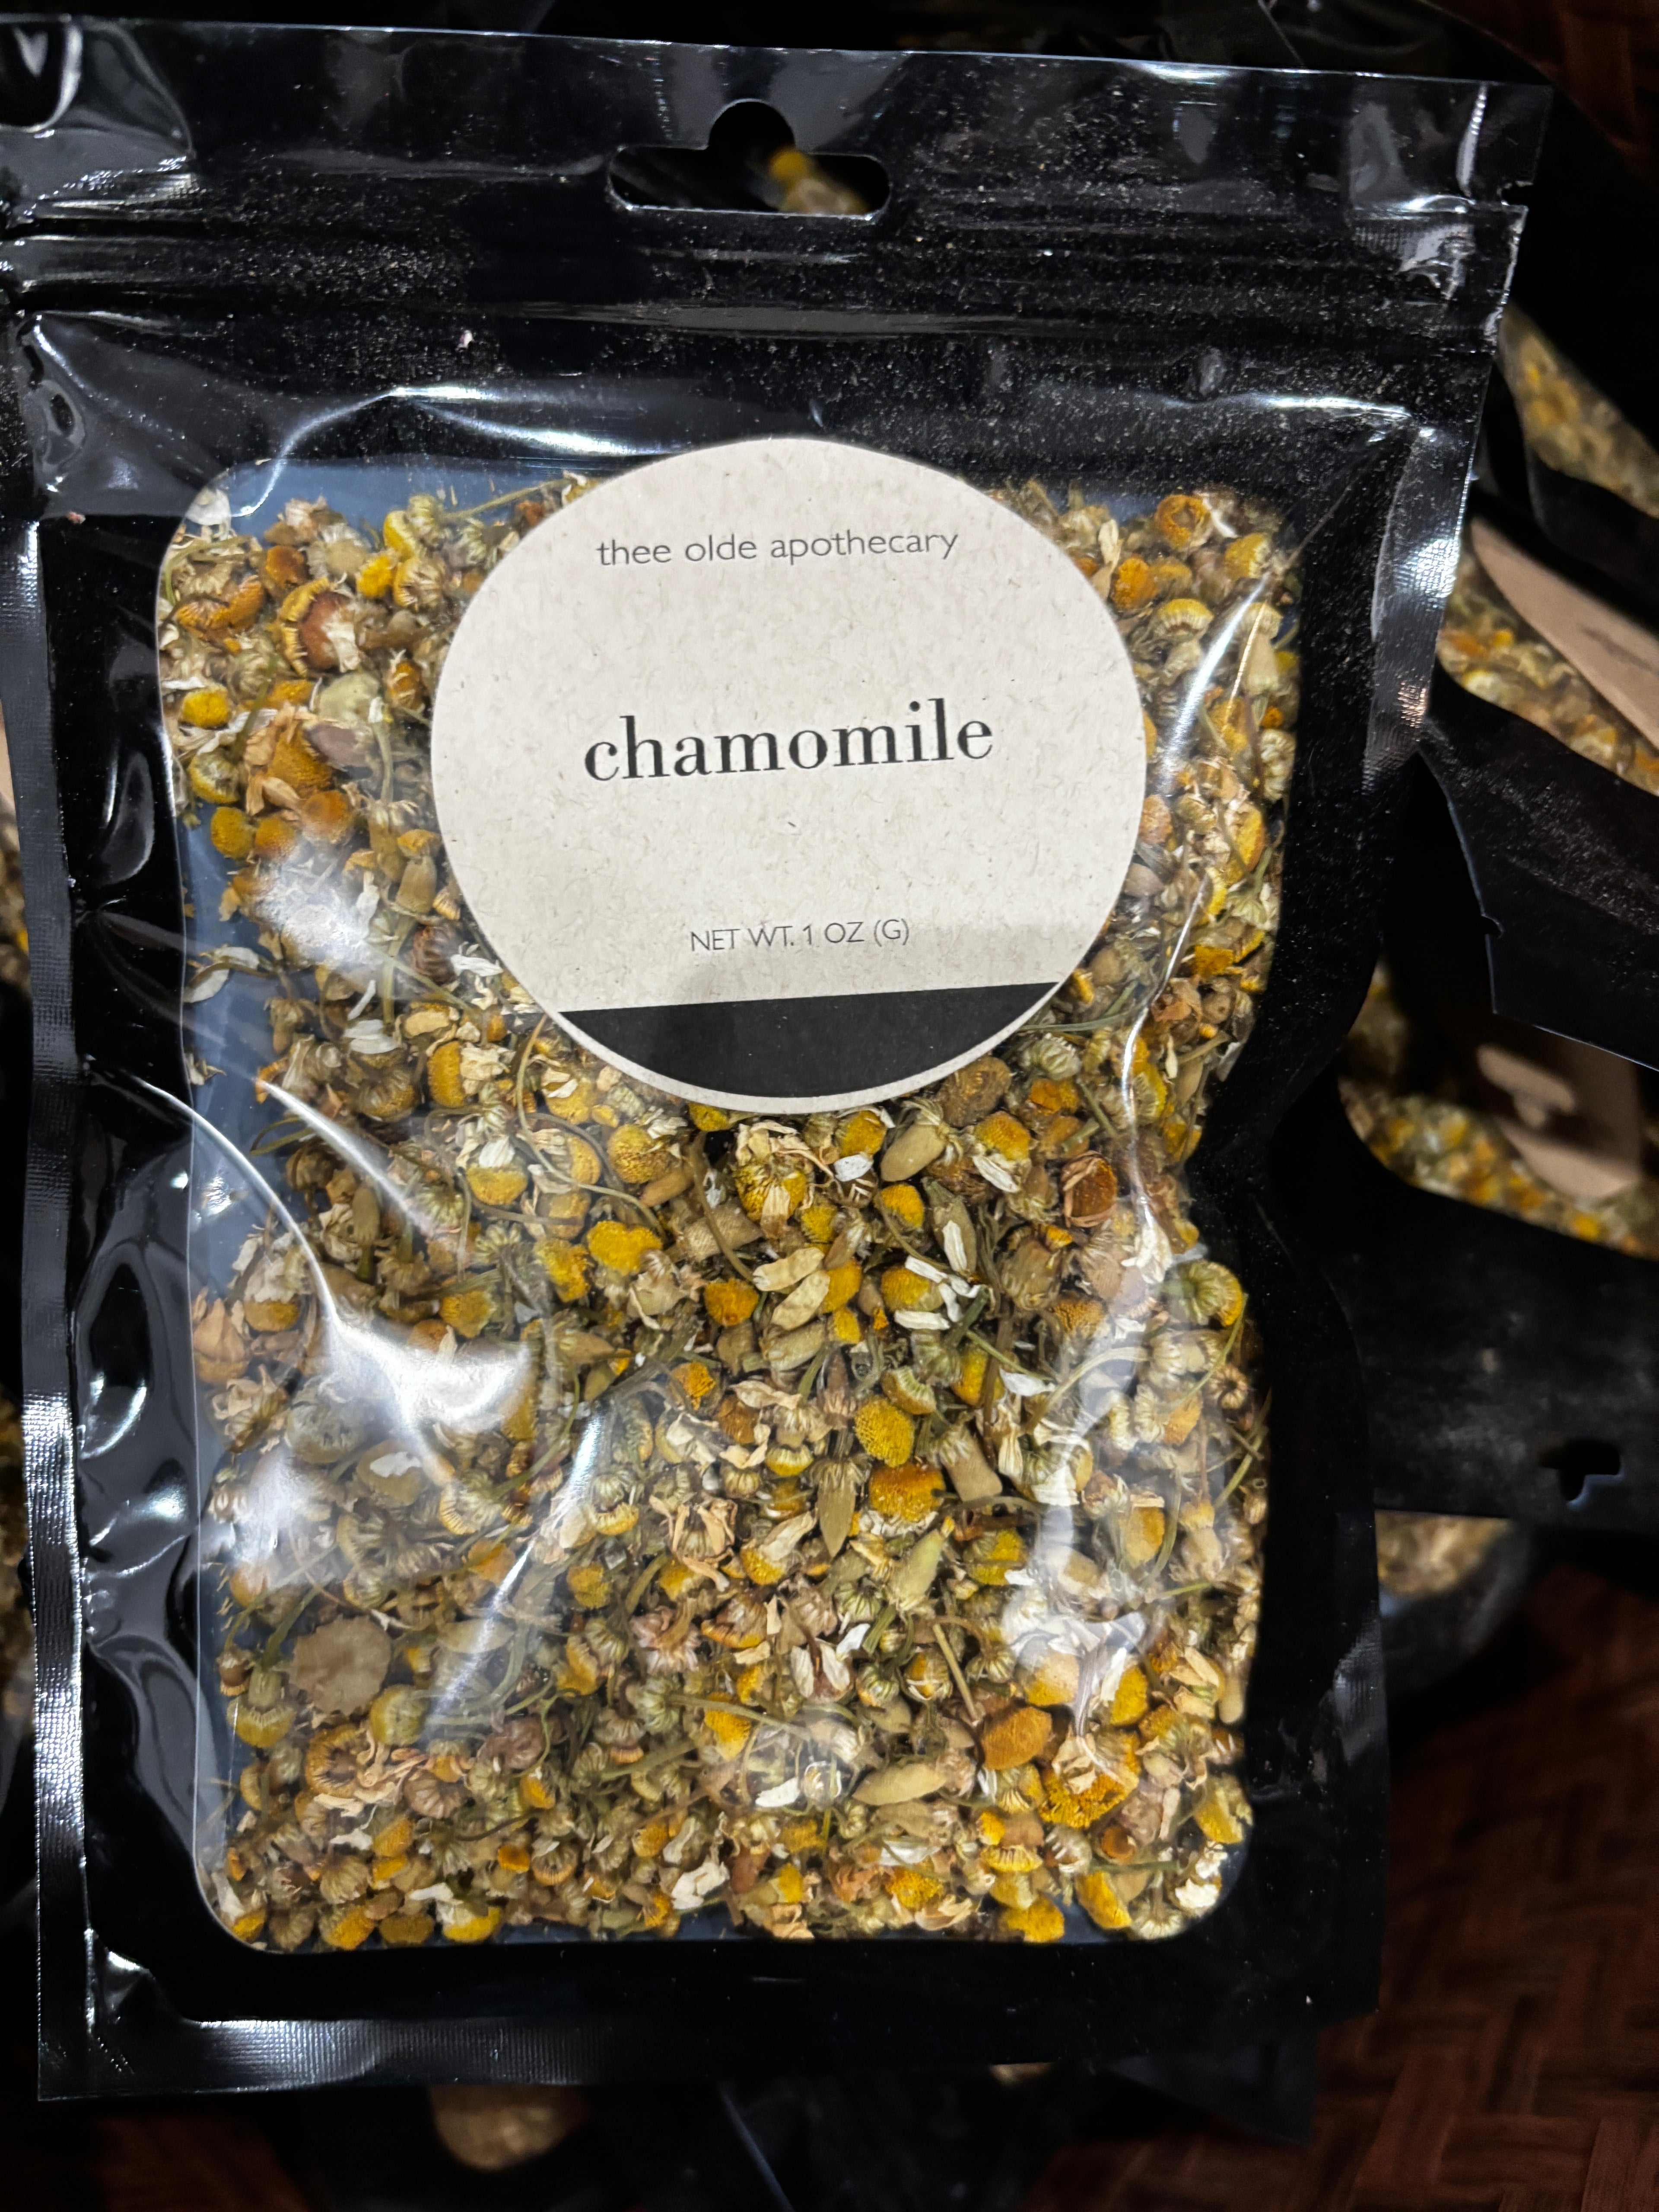 thee olde apothecary
chamomile
NET WT. 1 OZ (G)